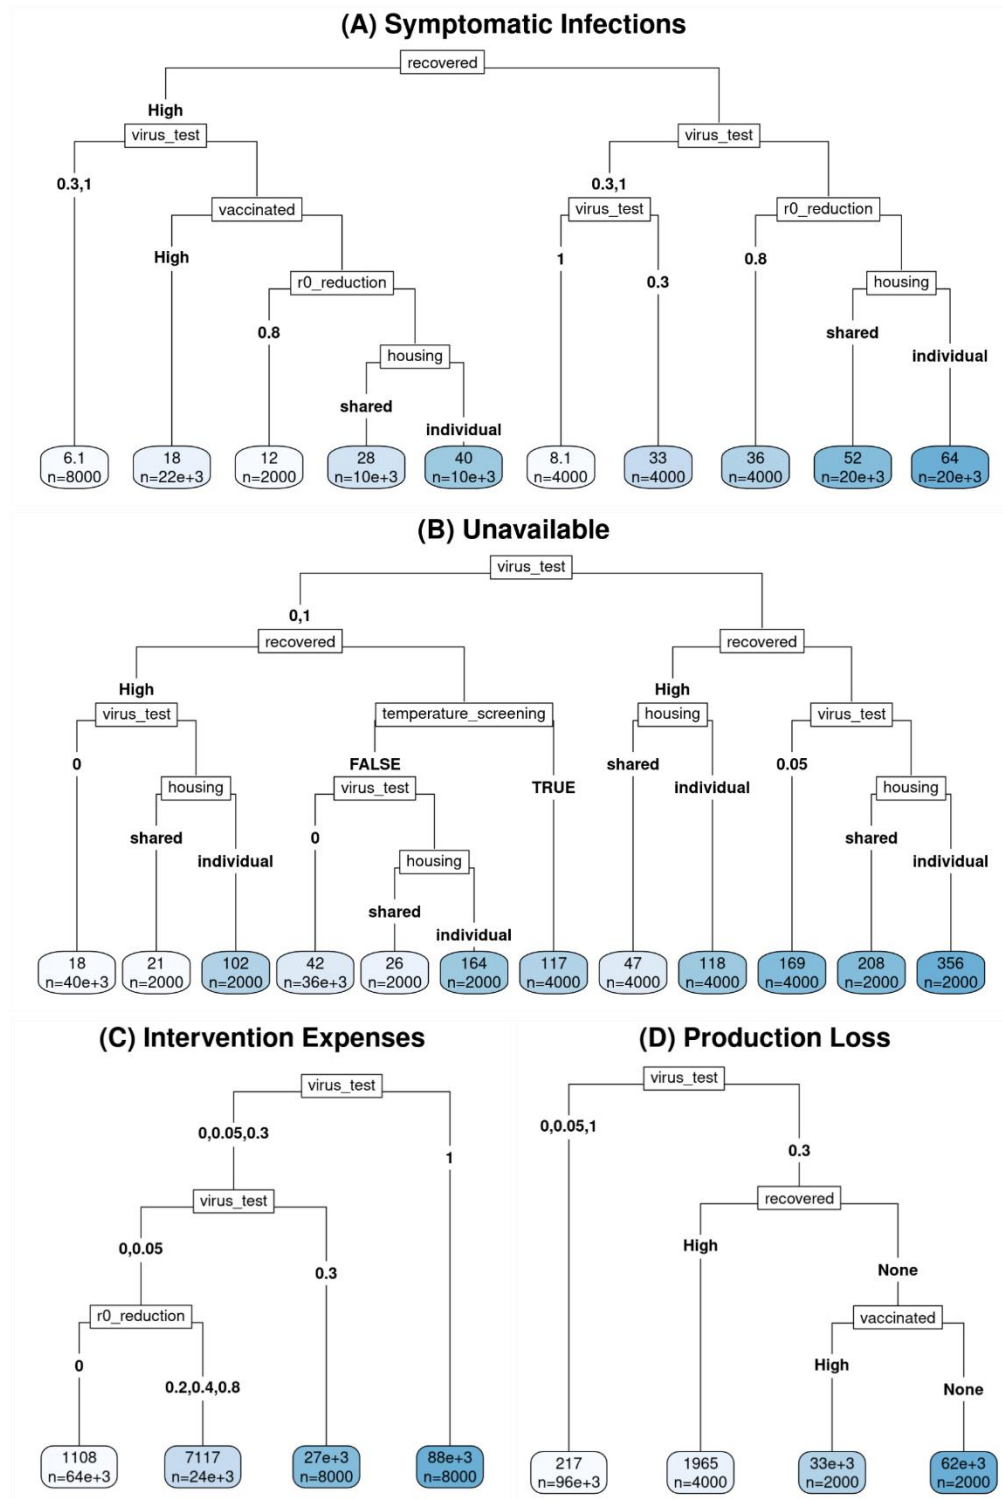 (A) Symptomatic Infections
recovered
High
virus_test
virus_test
0.3,1
0.3,1
vaccinated
virus_test
r0_reduction
High
1
0.8
r0_reduction
0.3
housing
0.8
shared
housing
individual
shared
individual
6.1
n=8000
18
n=22e+3
12
n=2000
28
n=10e+3
40
n=10e+3
8.1
n=4000
33
n=4000
36
n=4000
52
n=20e+3
64
n=20e+3
(B) Unavailable
virus_test
0,1
recovered
recovered
High
High
virus_test
temperature_screening
housing
virus_test
0
FALSE
shared
0.05
housing
virus_test
TRUE
individual
housing
shared
0
shared
individual
housing
individual
shared
individual
18
n=40e+3
21
n=2000
102
n=2000
42
n=36e+3
26
n=2000
164
n=2000
117
n=4000
47
n=4000
118
n=4000
169
n=4000
208
n=2000
356
n=2000
(C) Intervention Expenses
virus_test
0,0.05,0.3
1
virus_test
0,0.05
0.3
r0_reduction
0
0.2,0.4,0.8
1108
n=64e+3
7117
n=24e+3
27e+3
n=8000
88e+3
n=8000
(D) Production Loss
virus_test
0,0.05,1
0.3
recovered
High
None
vaccinated
High
None
217
n=96e+3
1965
n=4000
33e+3
n=2000
62e+3
n=2000